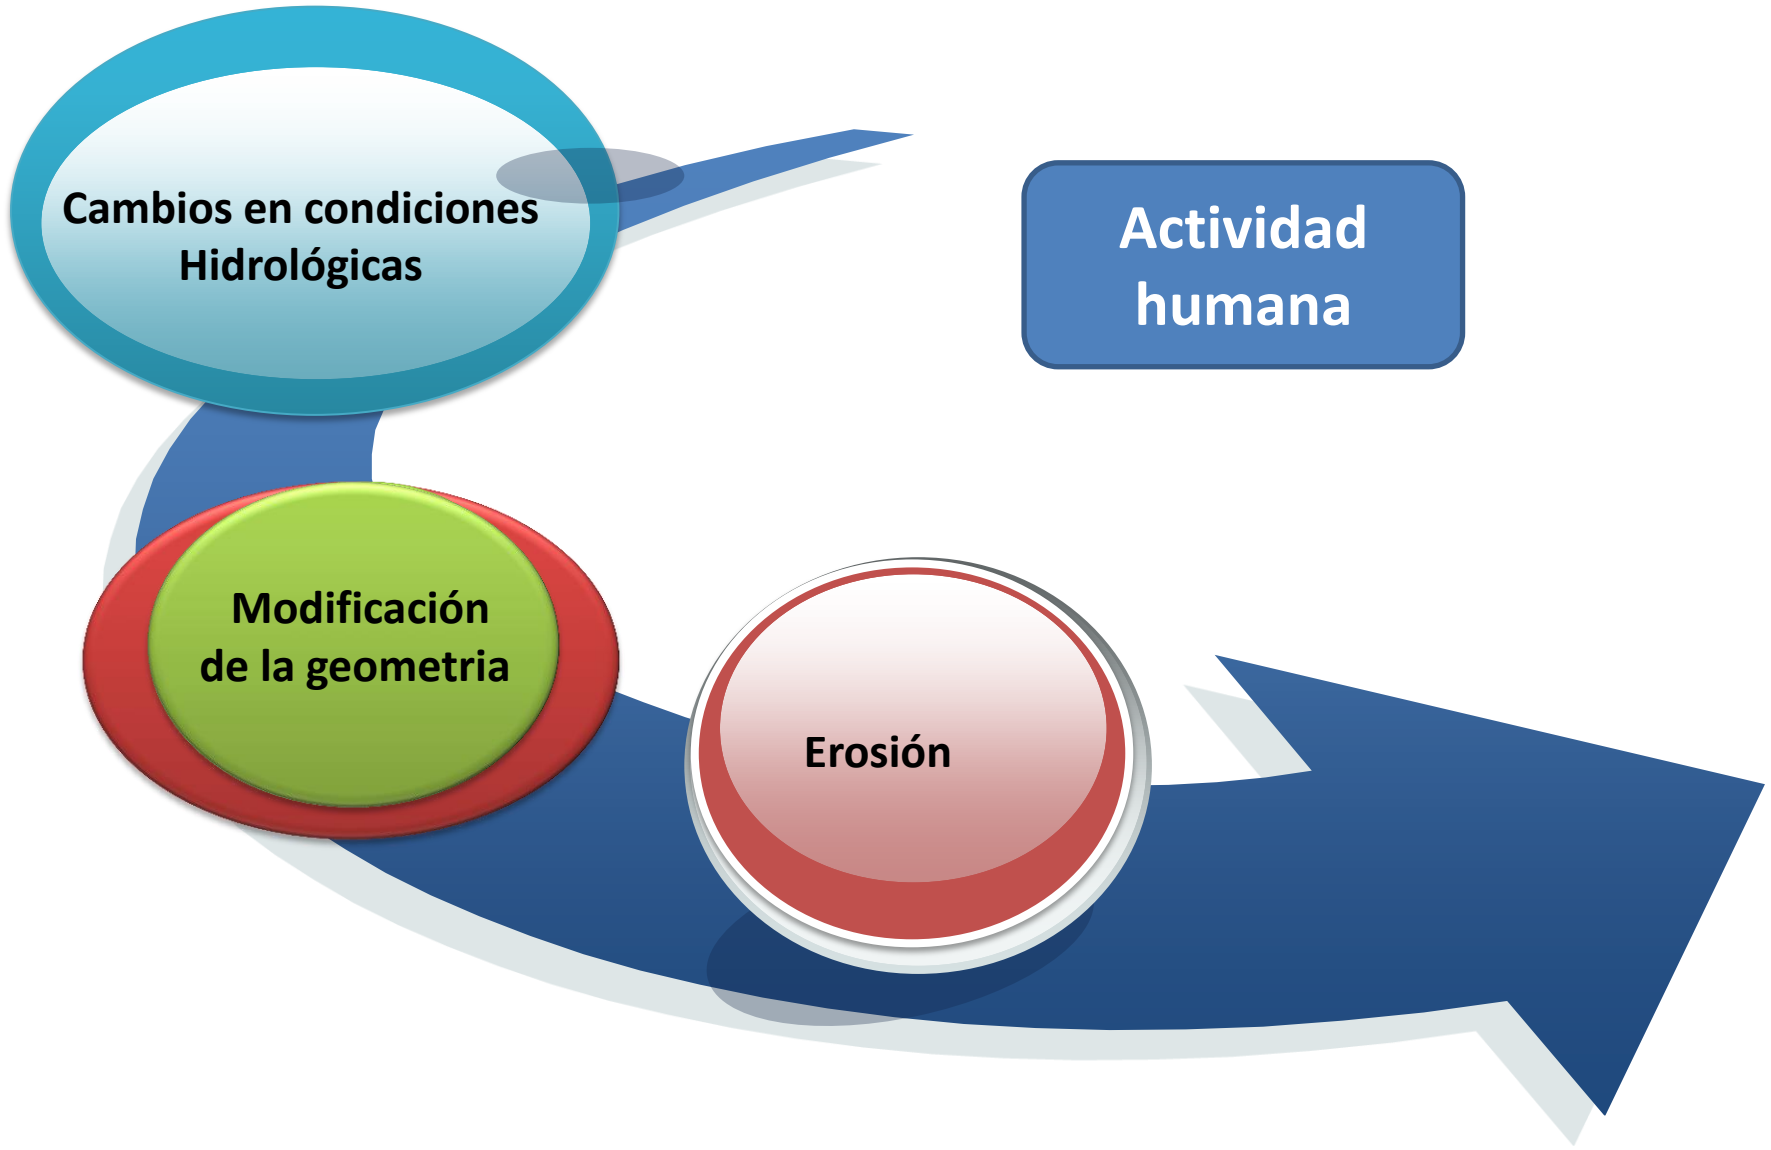 Cambios en condiciones
Hidrológicas
Actividad
humana
Modificación
de la geometria
Erosión